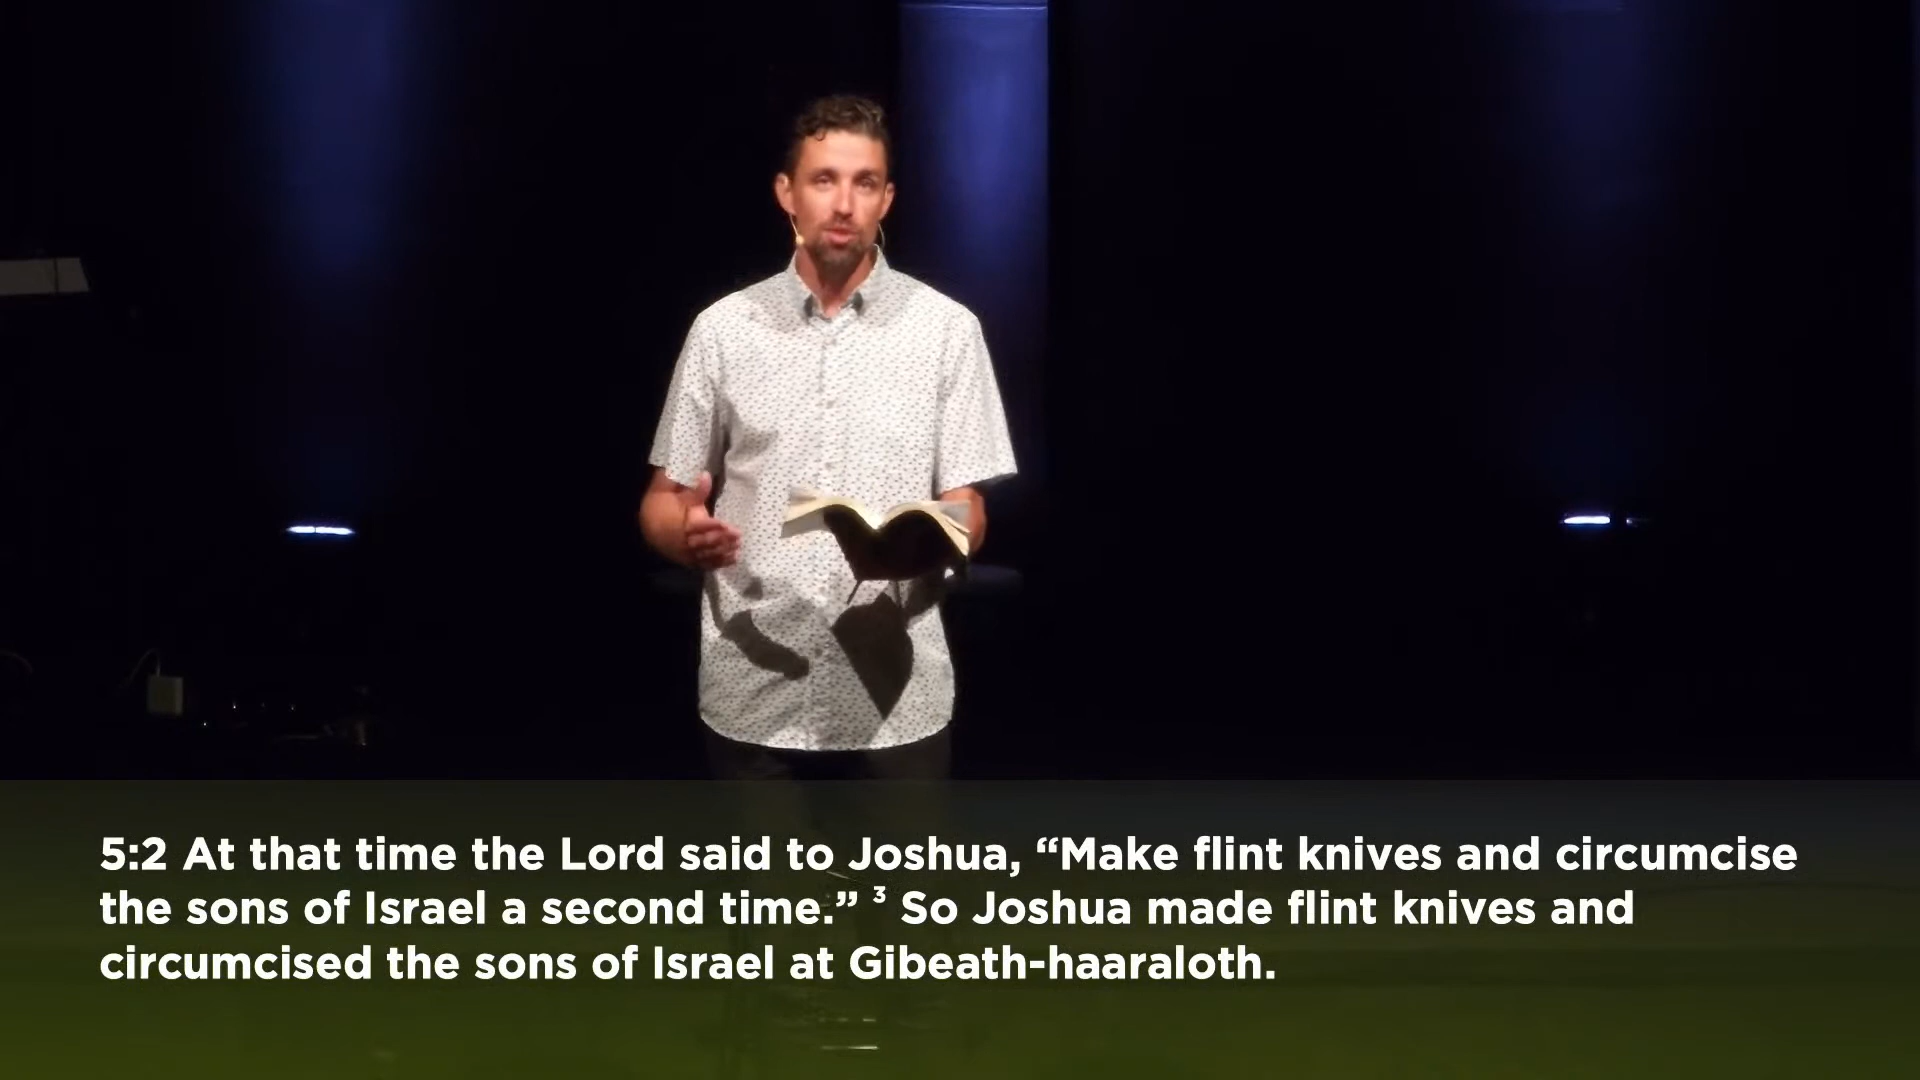 5:2 At that time the Lord said to Joshua, “Make flint knives and circumcise
the sons of Israel a second time.” ³ So Joshua made flint knives and
circumcised the sons of Israel at Gibeath-haaraloth.